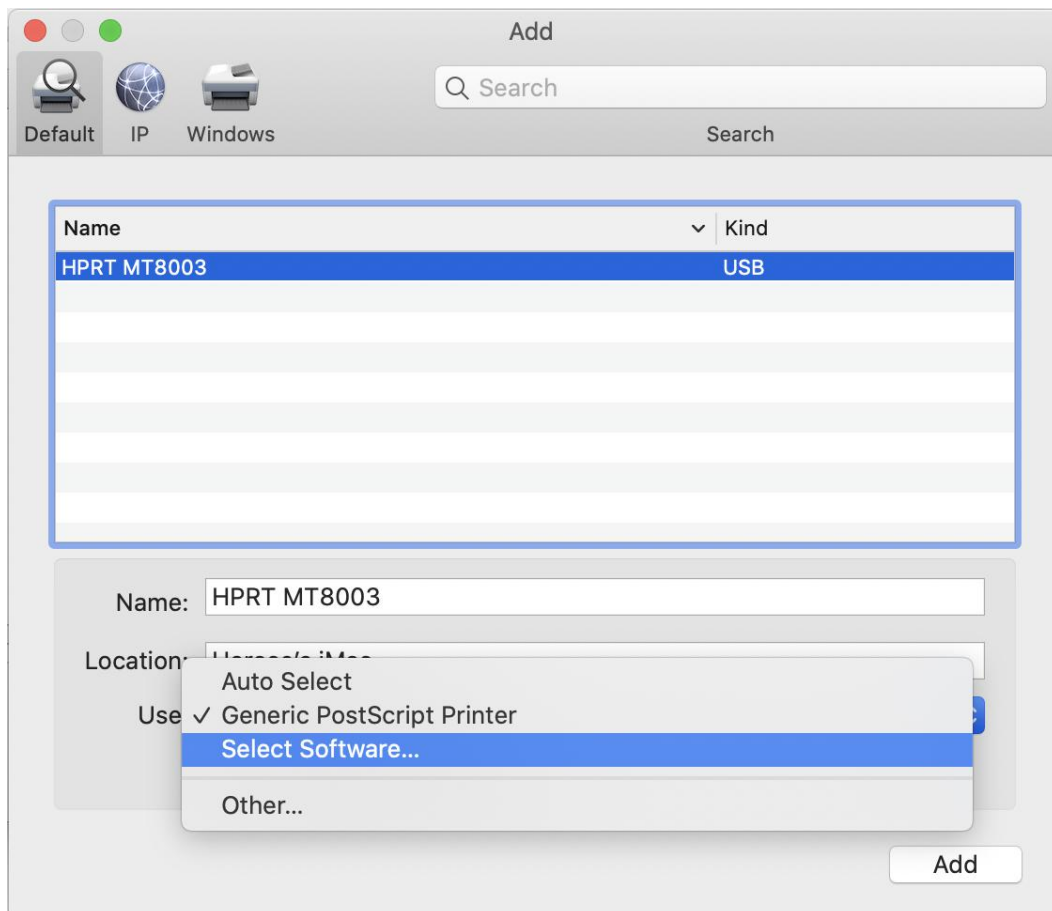 Add
Search
Default IP Windows Search
Name Kind
HPRT MT8003 USB
Name: HPRT MT8003
Location:
Auto Select
Use ✓ Generic PostScript Printer
Select Software...
Other...
Add